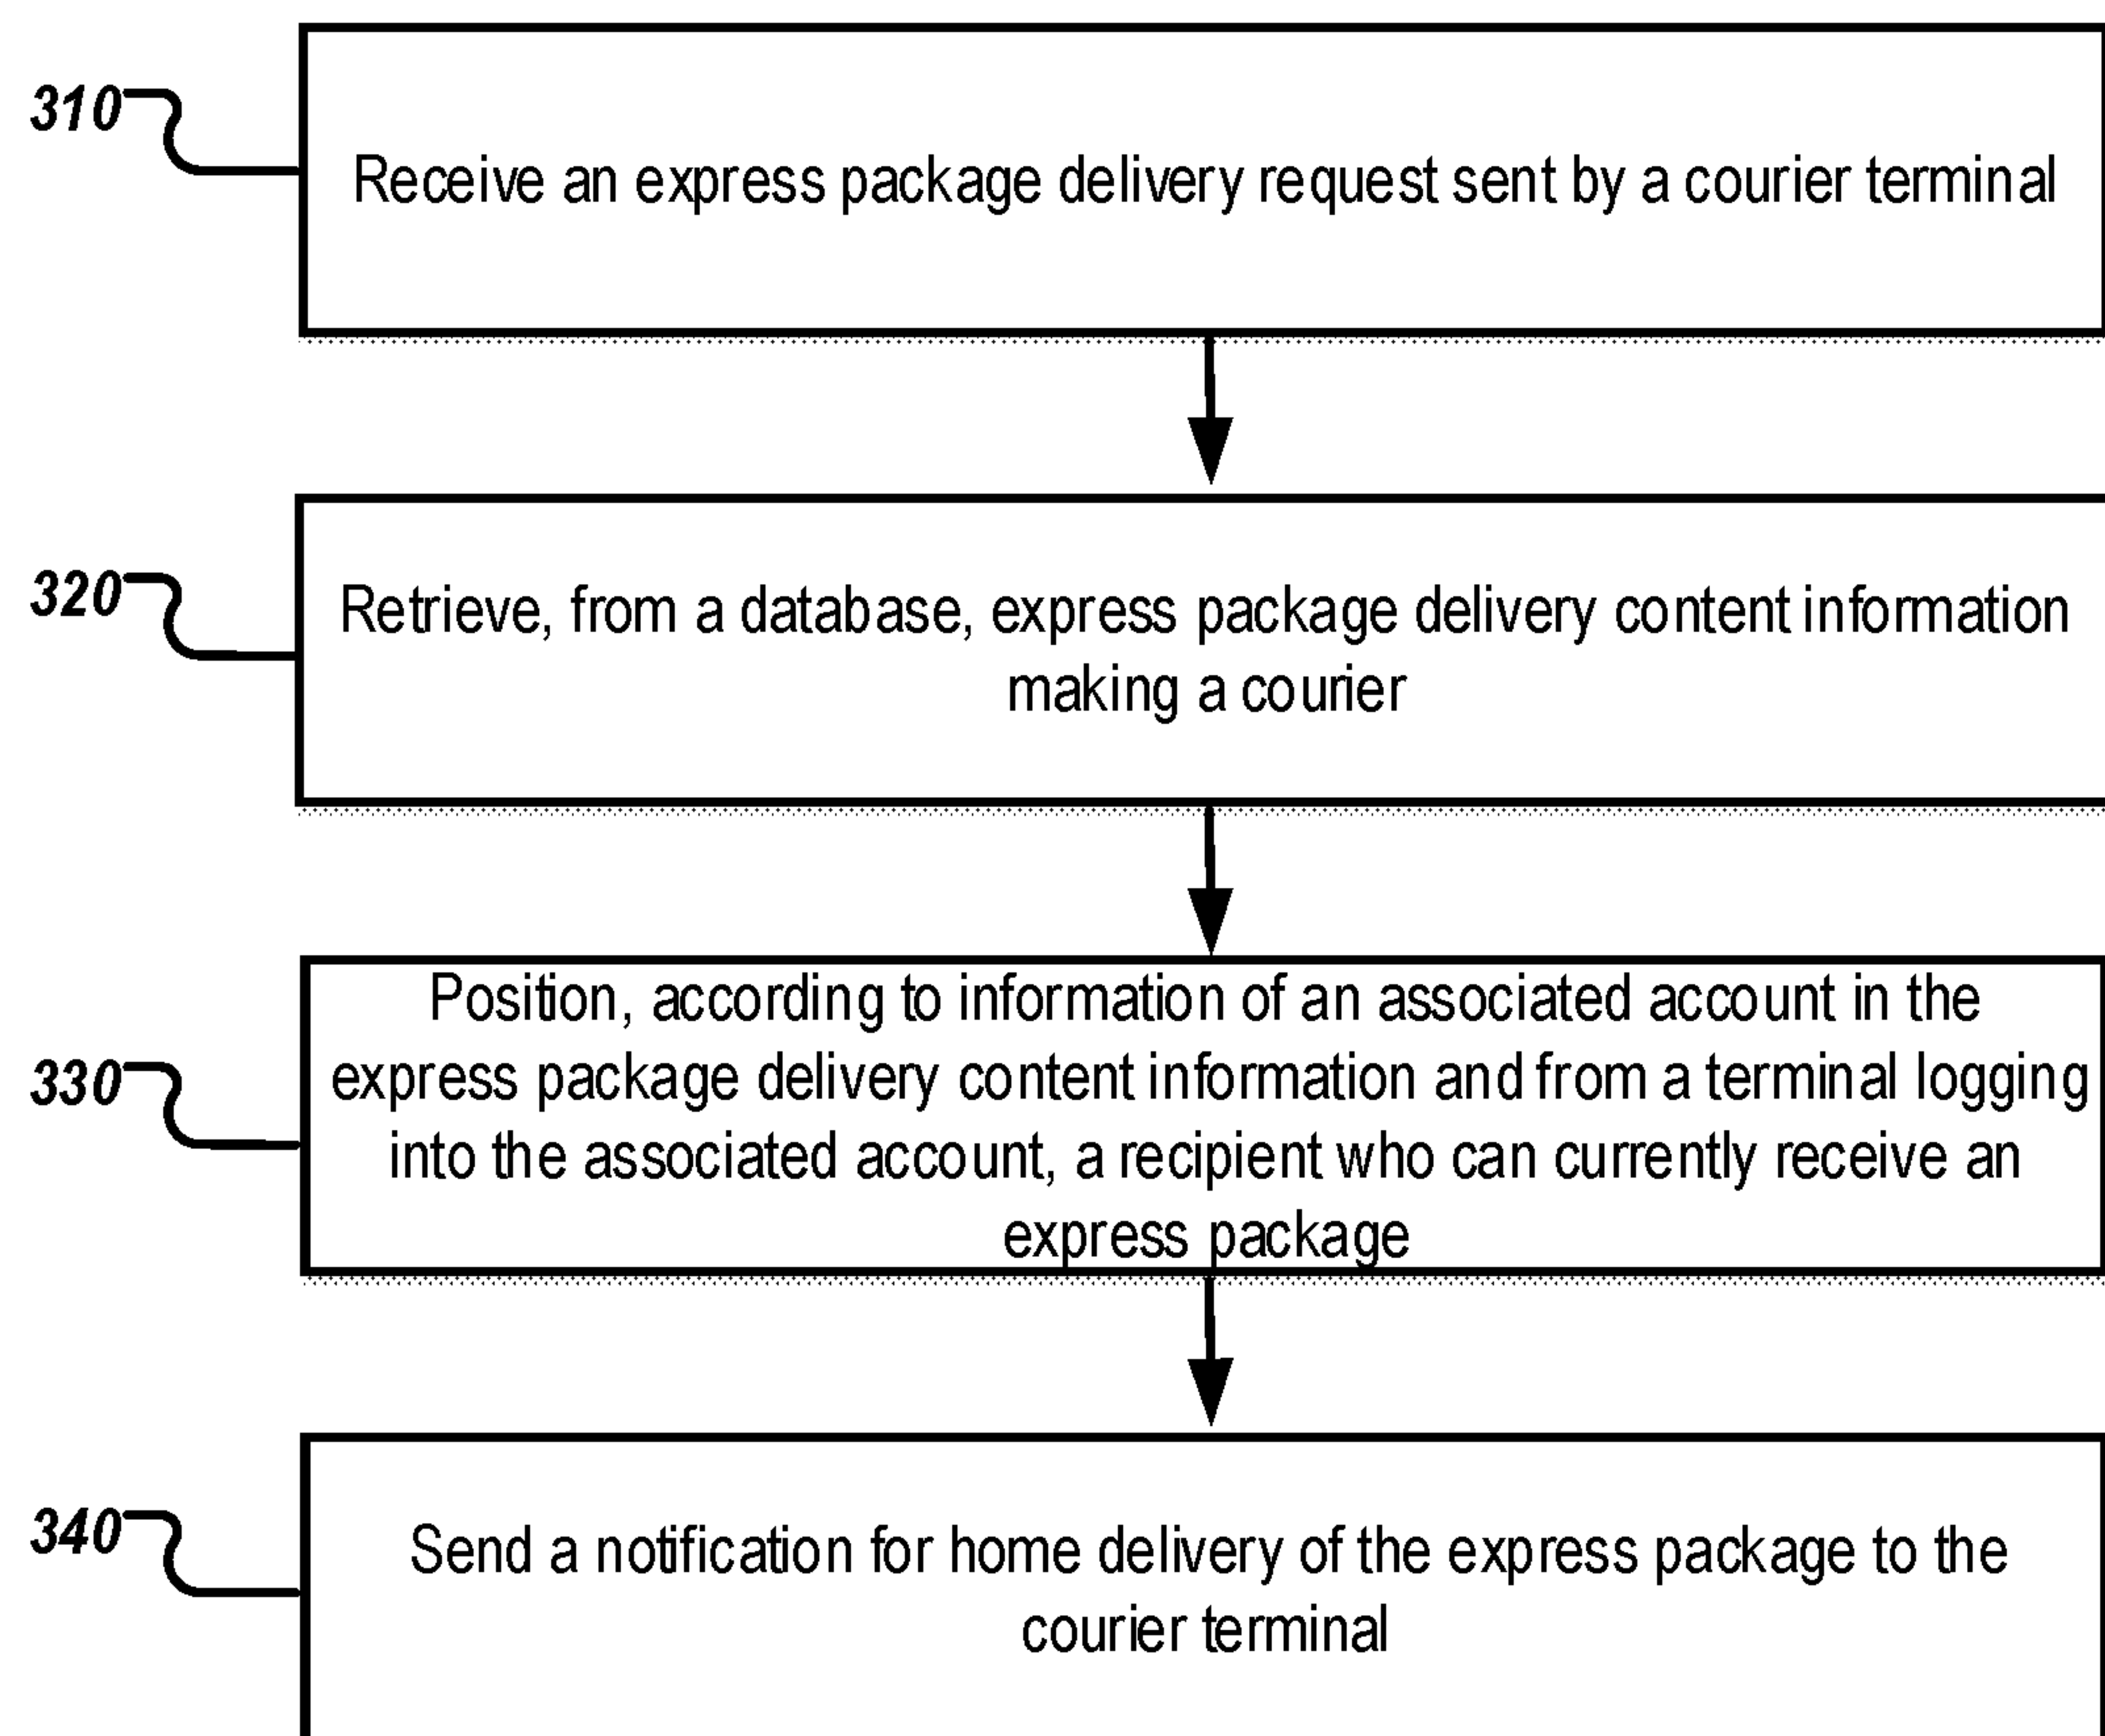 310
Receive an express package delivery request sent by a courier terminal
320
Retrieve, from a database, express package delivery content information
making a courier
330
Position, according to information of an associated account in the
express package delivery content information and from a terminal logging
into the associated account, a recipient who can currently receive an
express package
340
Send a notification for home delivery of the express package to the
courier terminal